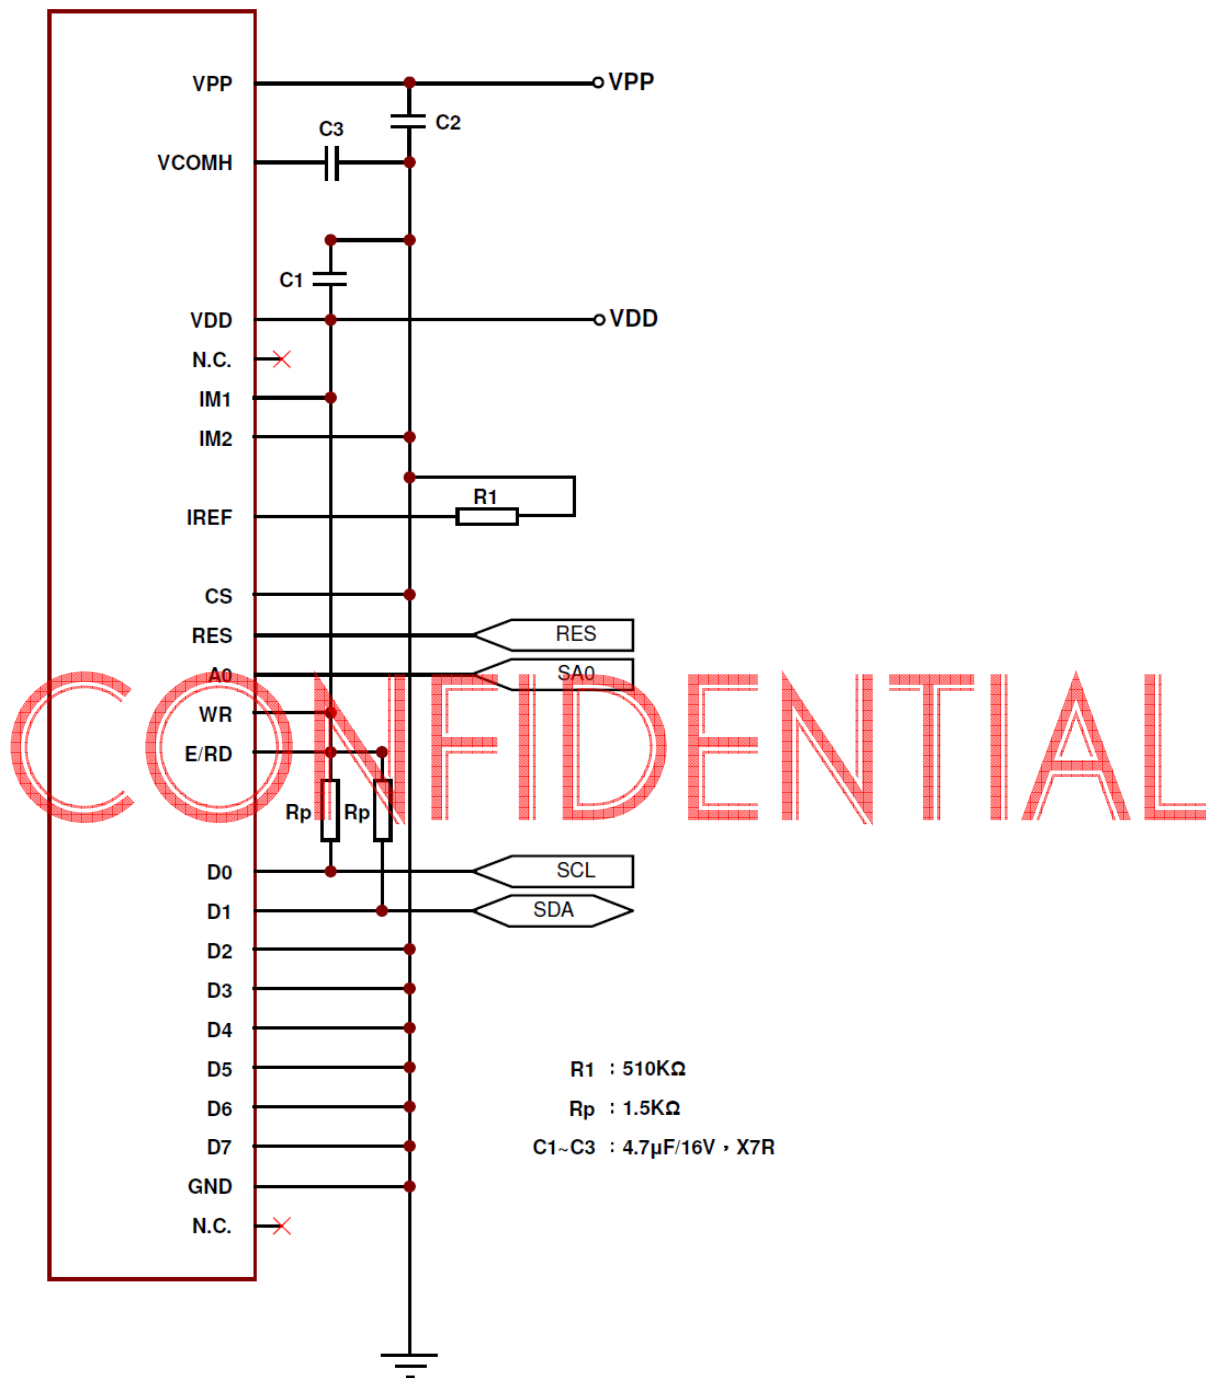 VPP
VPP
C2
C3
VCOMH
C1
VDD
VDD
N.C.
IM1
IM2
R1
IREF
CS
RES
RES
A0
SA0
CONFIDENTIAL
WR
E/RD
Rp
Rp
D0
SCL
D1
SDA
D2
D3
D4
D5
R1 : 510KΩ
D6
Rp : 1.5KΩ
D7
C1~C3 : 4.7μF/16V，X7R
GND
N.C.